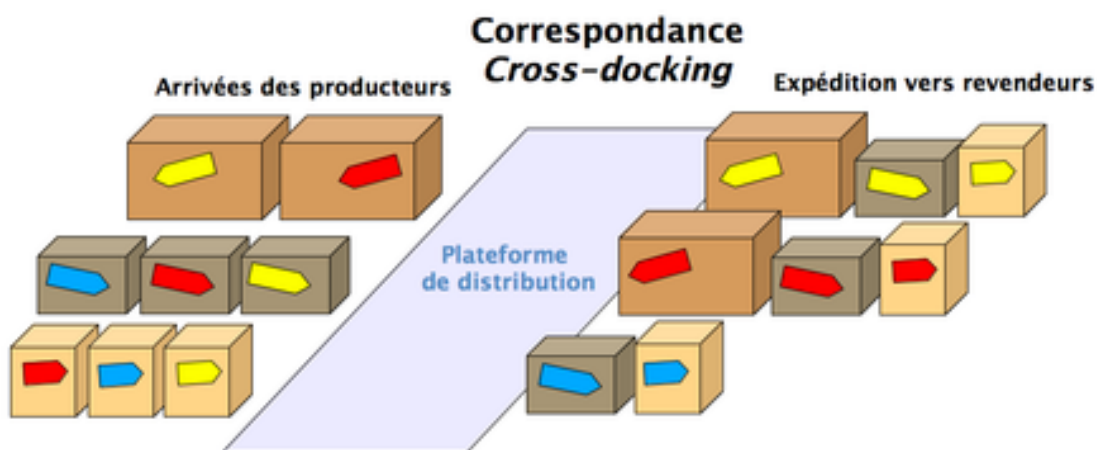 Correspondance
Cross-docking
Arrivées des producteurs
Expédition vers revendeurs
Plateforme
de distribution